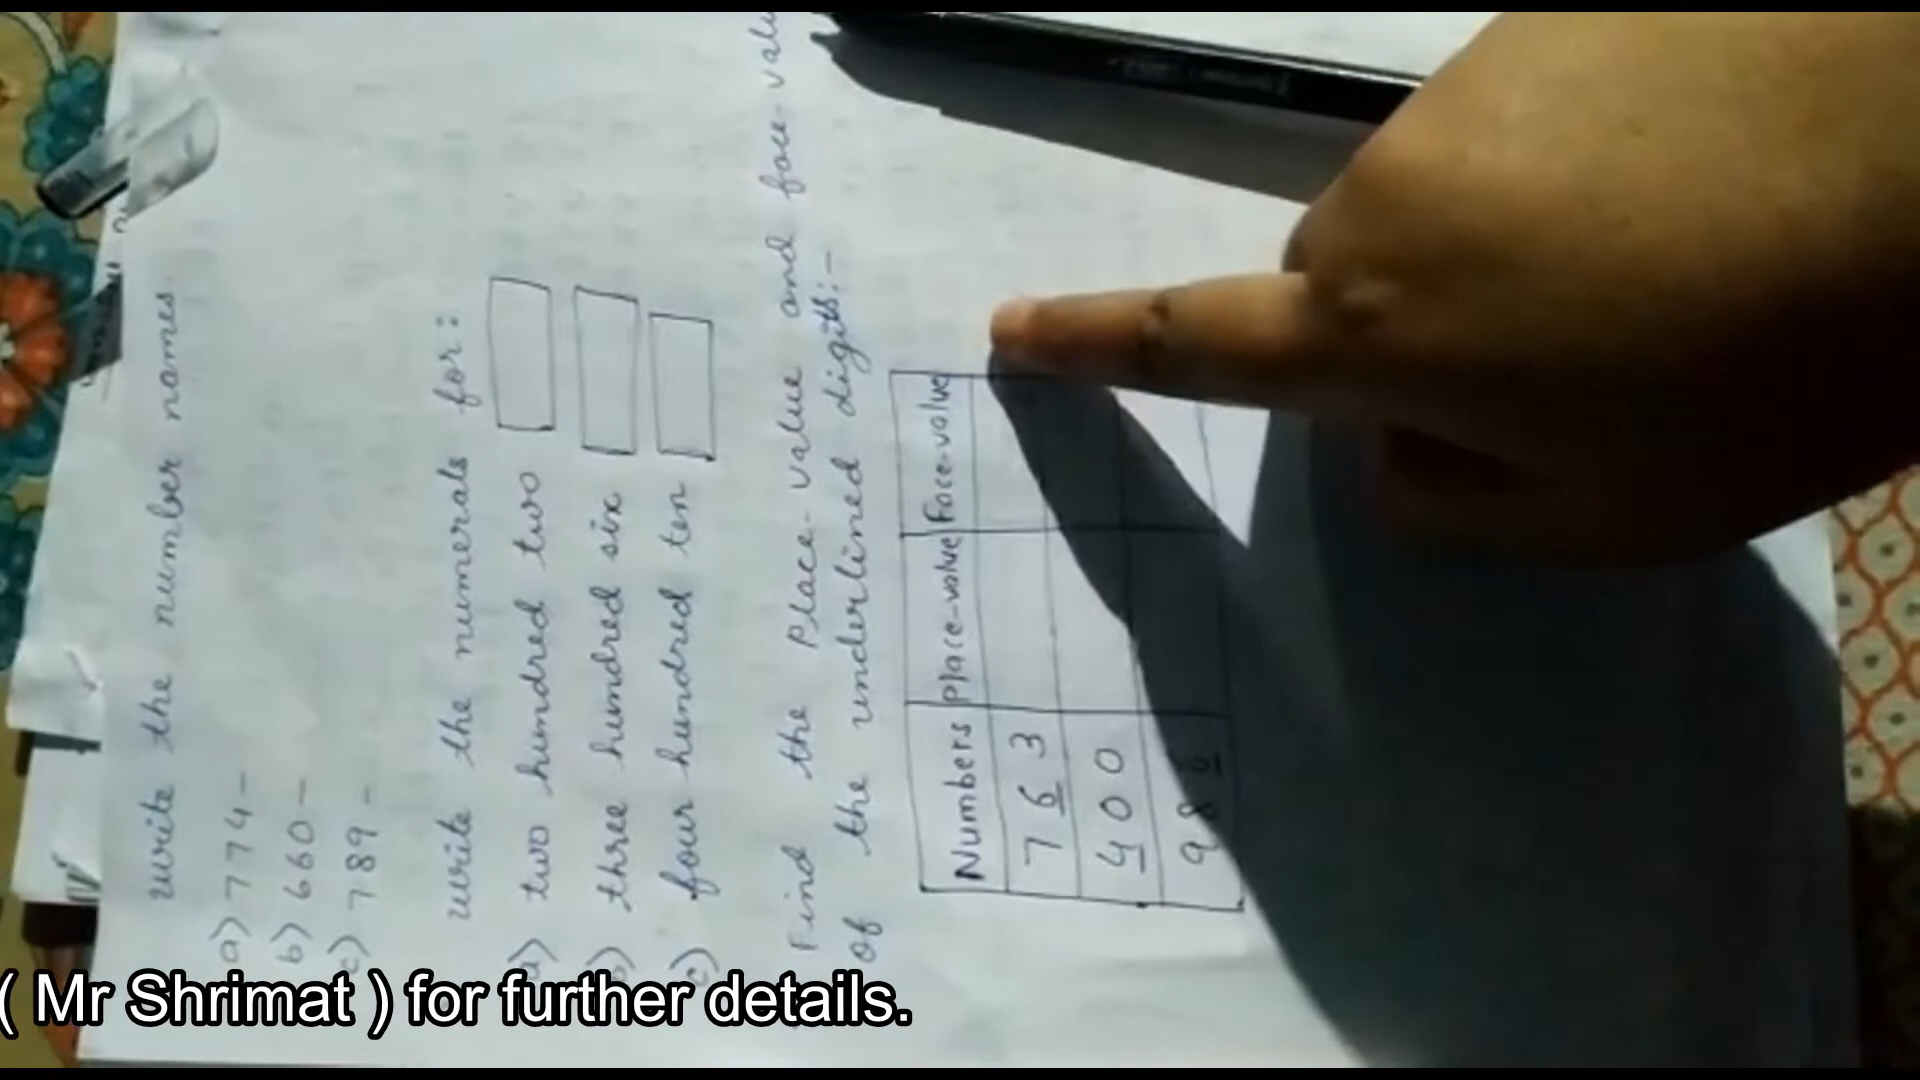 write the number names
a) 774 -
b) 660 -
c) 789 -
write the numerals for :
a) two hundred two
b) three hundred six
c) four hundred ten
Find the place-value and face-valu
of the underlined digits:-
Numbers Place-value Face-value
763
400
986
( Mr Shrimat ) for further details.